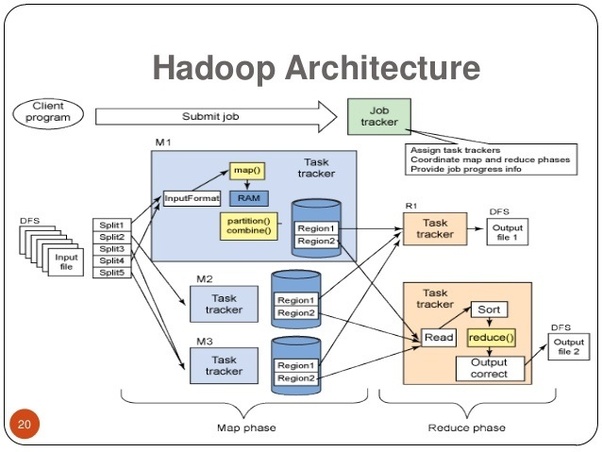 Hadoop Architecture
Client
program
Submit job
Job
tracker
Assign task trackers
Coordinate map and reduce phases
Provide job progress info
M1
Task
tracker
map()
InputFormat
RAM
partition()
combine()
Region1
Region2
DFS
Input
file
Split1
Split2
Split3
Split4
Split5
M2
Task
tracker
Region1
Region2
M3
Task
tracker
Region1
Region2
R1
Task
tracker
DFS
Output
file 1
Task
tracker
Sort
Read
reduce()
Output
correct
DFS
Output
file 2
Map phase
Reduce phase
20